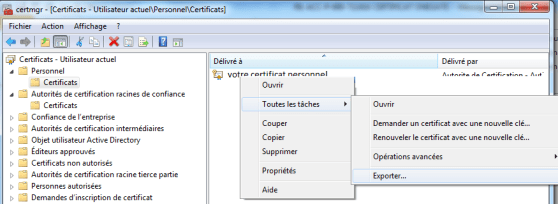 certmgr - [Certificats - Utilisateur actuel\Personnel\Certificats]
Fichier Action Affichage ?
Certificats - Utilisateur actuel
Personnel
Certificats
Autorités de certification racines de confiance
Certificats
Confiance de l'entreprise
Autorités de certification intermédiaires
Objet utilisateur Active Directory
Éditeurs approuvés
Certificats non autorisés
Autorités de certification racine tierce partie
Personnes autorisées
Demandes d'inscription de certificat
Délivré à Délivré par
votre certificat personnel Autorite de Certification - Aut
Ouvrir
Toutes les tâches
Couper
Copier
Supprimer
Propriétés
Aide
Ouvrir
Demander un certificat avec une nouvelle clé...
Renouveler le certificat avec une nouvelle clé...
Opérations avancées
Exporter...